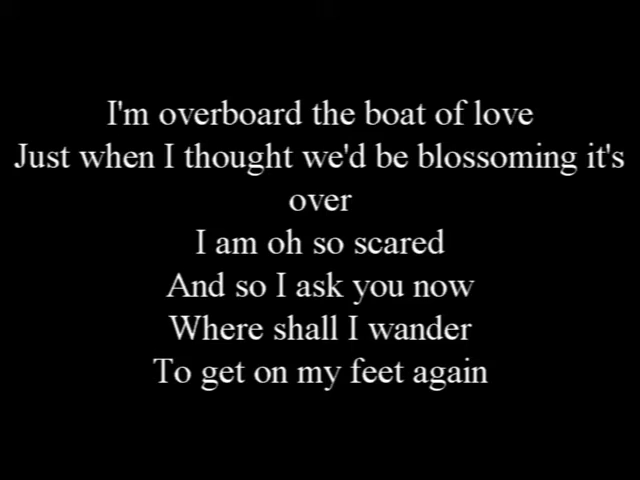 I'm overboard the boat of love
Just when I thought we'd be blossoming it's
over
I am oh so scared
And so I ask you now
Where shall I wander
To get on my feet again